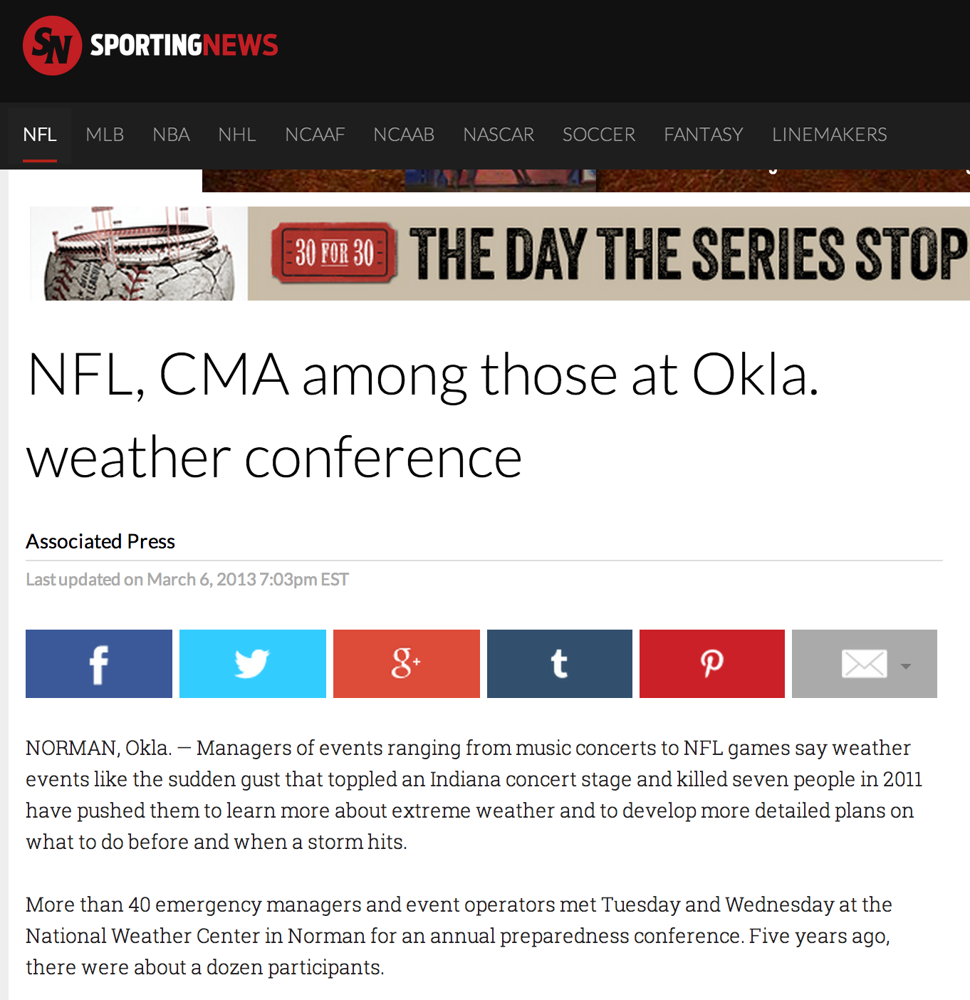 SN SPORTINGNEWS
NFL MLB NBA NHL NCAAF NCAAB NASCAR SOCCER FANTASY LINEMAKERS
30 FOR 30 THE DAY THE SERIES STOP
NFL, CMA among those at Okla.
weather conference
Associated Press
Last updated on March 6, 2013 7:03pm EST
f g+ t p
NORMAN, Okla. — Managers of events ranging from music concerts to NFL games say weather
events like the sudden gust that toppled an Indiana concert stage and killed seven people in 2011
have pushed them to learn more about extreme weather and to develop more detailed plans on
what to do before and when a storm hits.
More than 40 emergency managers and event operators met Tuesday and Wednesday at the
National Weather Center in Norman for an annual preparedness conference. Five years ago,
there were about a dozen participants.